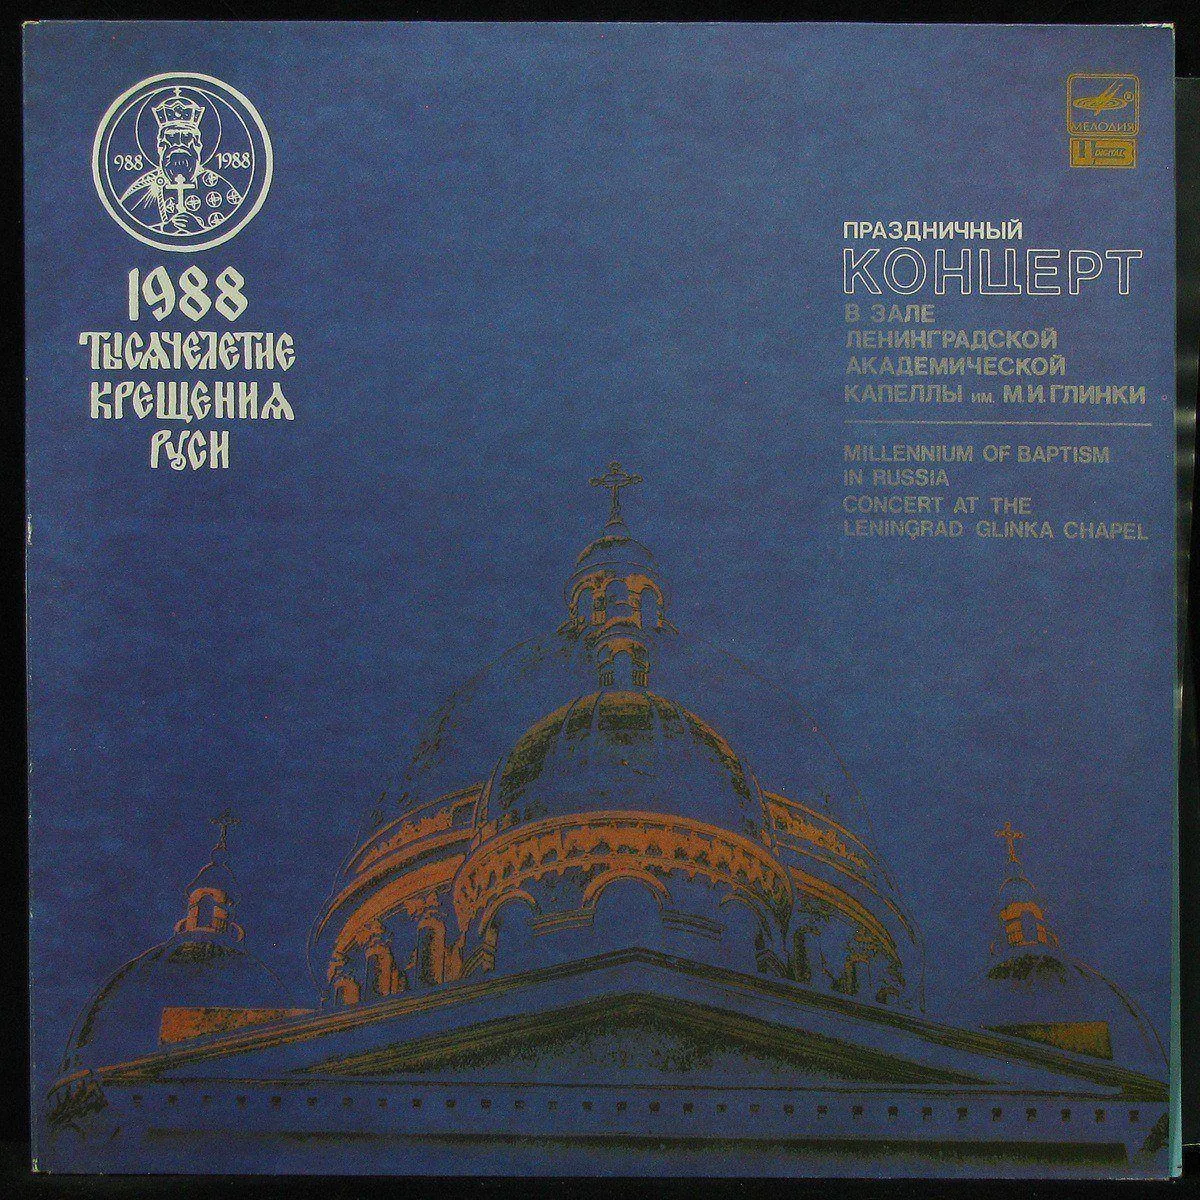 988 1988
1988
ТЫСЯЧЕЛЕТИЕ
КРЕЩЕНИЯ
РУСИ
МЕЛОДИЯ
DIGITAL
ПРАЗДНИЧНЫЙ
КОНЦЕРТ
В ЗАЛЕ
ЛЕНИНГРАДСКОЙ
АКАДЕМИЧЕСКОЙ
КАПЕЛЛЫ ИМ. М.И.ГЛИНКИ
MILLENNIUM OF BAPTISM
IN RUSSIA
CONCERT AT THE
LENINGRAD GLINKA CHAPEL